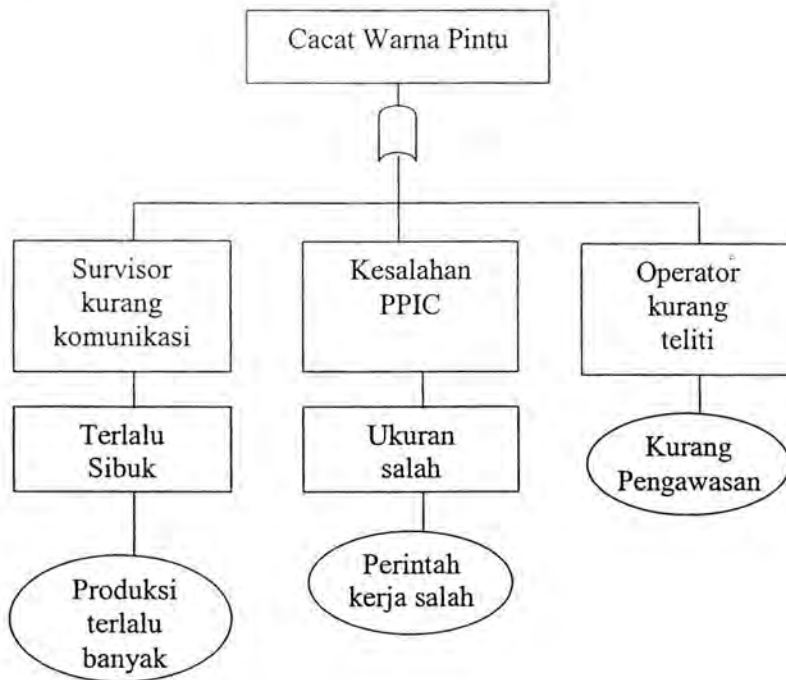 Cacat Warna Pintu
Survisor
kurang
komunikasi
Kesalahan
PPIC
Operator
kurang
teliti
Terlalu
Sibuk
Ukuran
salah
Kurang
Pengawasan
Produksi
terlalu
banyak
Perintah
kerja salah